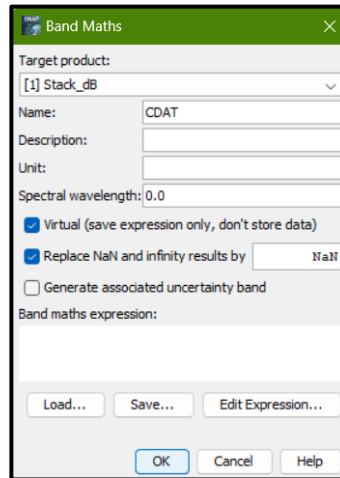 SNAP
Band Maths
Target product:
[1] Stack_dB
Name: CDAT
Description:
Unit:
Spectral wavelength: 0.0
Virtual (save expression only, don't store data)
Replace NaN and infinity results by NaN
Generate associated uncertainty band
Band maths expression:
Load... Save... Edit Expression...
OK Cancel Help